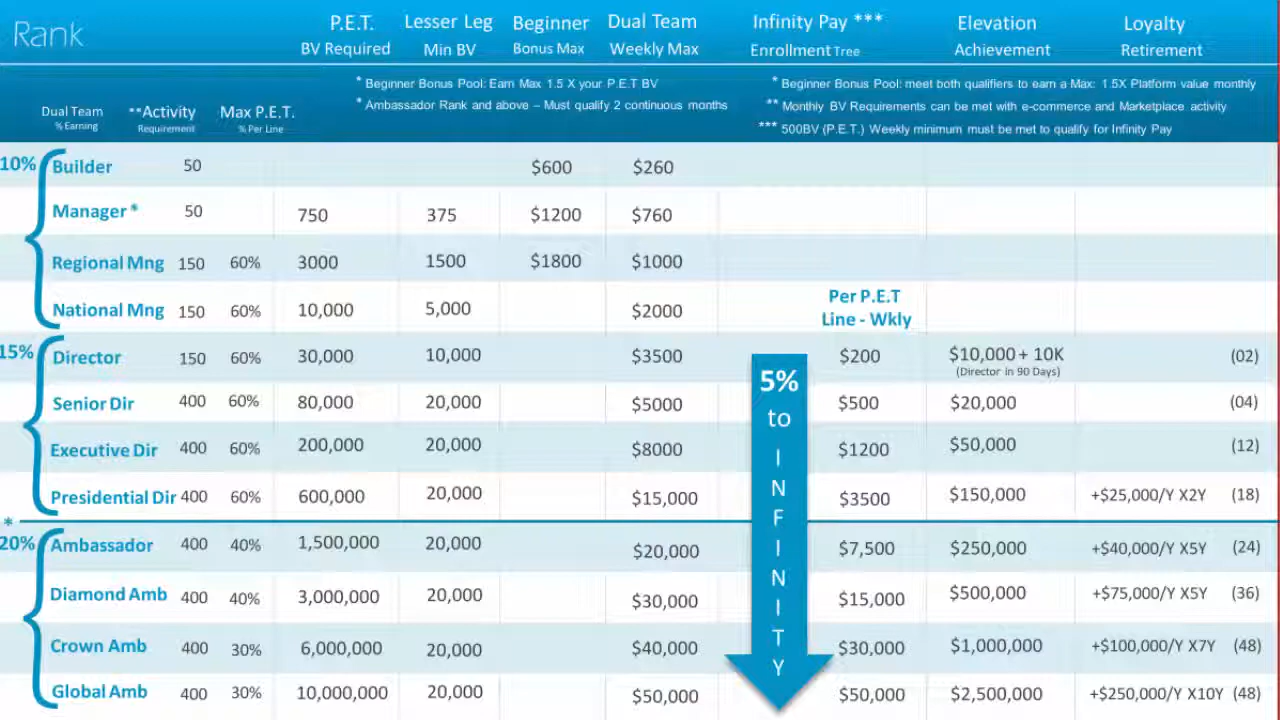 Rank P.E.T. Lesser Leg Beginner Dual Team Infinity Pay *** Elevation Loyalty
BV Required Min BV Bonus Max Weekly Max Enrollment Tree Achievement Retirement
* Beginner Bonus Pool: Earn Max 1.5 X your P.E.T BV
* Ambassador Rank and above – Must qualify 2 continuous months
* Beginner Bonus Pool: meet both qualifiers to earn a Max: 1.5X Platform value monthly
** Monthly BV Requirements can be met with e-commerce and Marketplace activity
*** 500BV (P.E.T.) Weekly minimum must be met to qualify for Infinity Pay
Dual Team **Activity Max P.E.T.
% Earning Requirement % Per Line
10% Builder 50 $600 $260
Manager * 50 750 375 $1200 $760
Regional Mng 150 60% 3000 1500 $1800 $1000
National Mng 150 60% 10,000 5,000 $2000
Per P.E.T
Line - Wkly
15% Director 150 60% 30,000 10,000 $3500 $200 $10,000 + 10K (02)
(Director in 90 Days)
Senior Dir 400 60% 80,000 20,000 $5000 $500 $20,000 (04)
Executive Dir 400 60% 200,000 20,000 $8000 $1200 $50,000 (12)
Presidential Dir 400 60% 600,000 20,000 $15,000 $3500 $150,000 +$25,000/Y X2Y (18)
*
20% Ambassador 400 40% 1,500,000 20,000 $20,000 $7,500 $250,000 +$40,000/Y X5Y (24)
Diamond Amb 400 40% 3,000,000 20,000 $30,000 $15,000 $500,000 +$75,000/Y X5Y (36)
Crown Amb 400 30% 6,000,000 20,000 $40,000 $30,000 $1,000,000 +$100,000/Y X7Y (48)
Global Amb 400 30% 10,000,000 20,000 $50,000 $50,000 $2,500,000 +$250,000/Y X10Y (48)
5%
to
I
N
F
I
N
I
T
Y